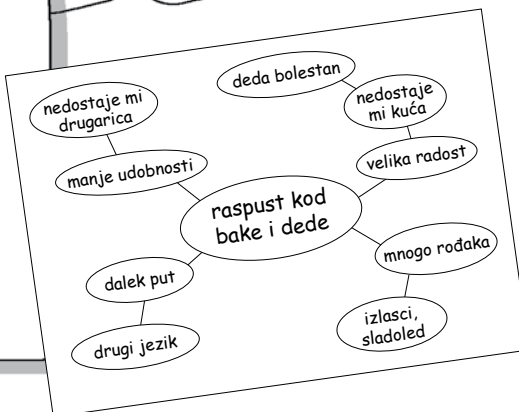 deda bolestan
nedostaje mi
drugarica
nedostaje
mi kuća
manje udobnosti
velika radost
raspust kod
bake i dede
mnogo rođaka
dalek put
izlasci,
sladoled
drugi jezik